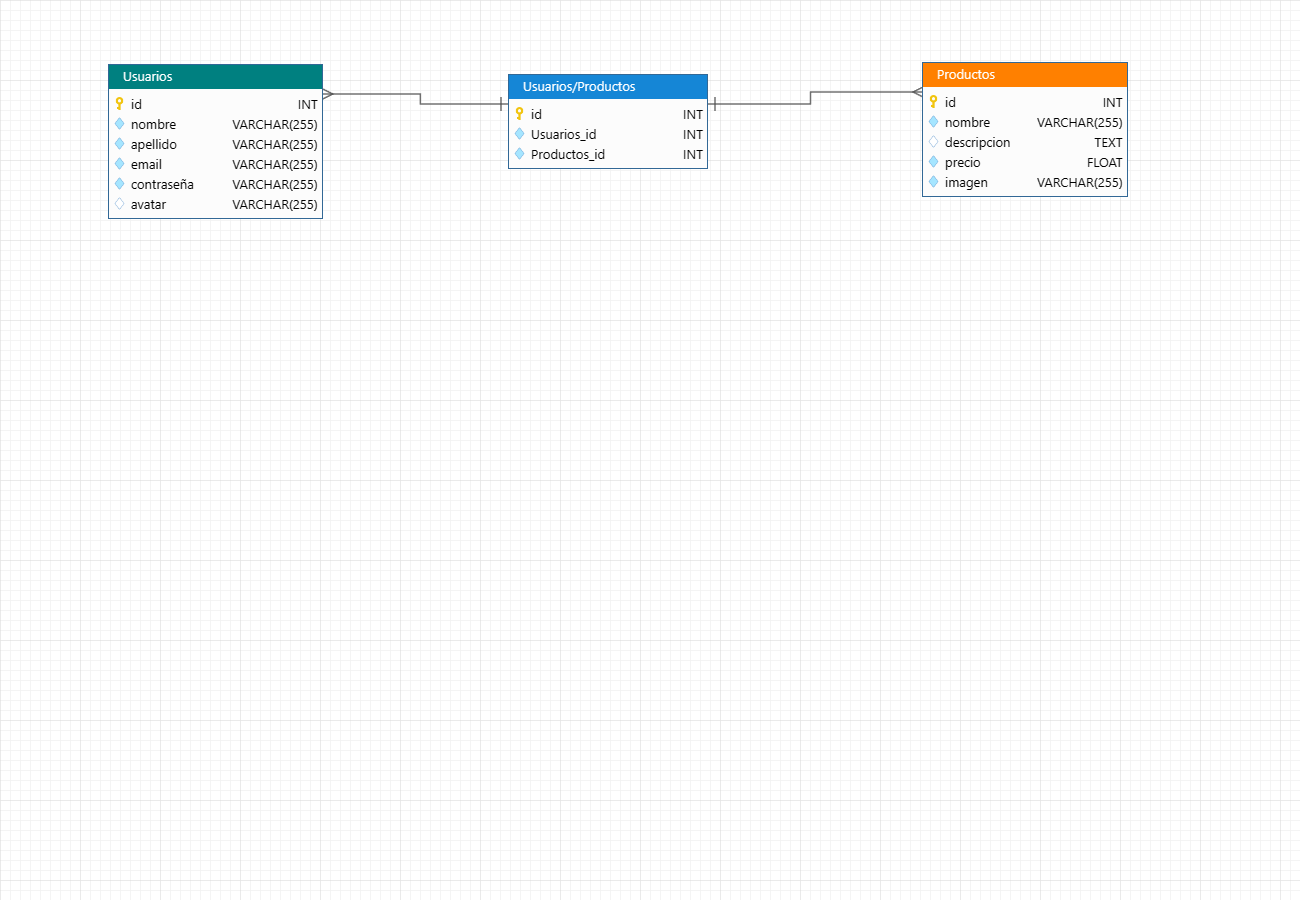 Usuarios
id INT
nombre VARCHAR(255)
apellido VARCHAR(255)
email VARCHAR(255)
contraseña VARCHAR(255)
avatar VARCHAR(255)
Usuarios/Productos
id INT
Usuarios_id INT
Productos_id INT
Productos
id INT
nombre VARCHAR(255)
descripcion TEXT
precio FLOAT
imagen VARCHAR(255)